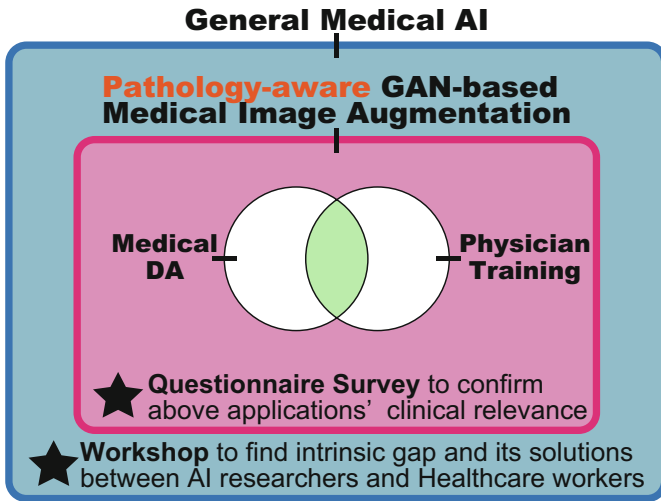 General Medical AI
Pathology-aware GAN-based
Medical Image Augmentation
Medical
DA
Physician
Training
Questionnaire Survey to confirm
above applications’ clinical relevance
Workshop to find intrinsic gap and its solutions
between AI researchers and Healthcare workers